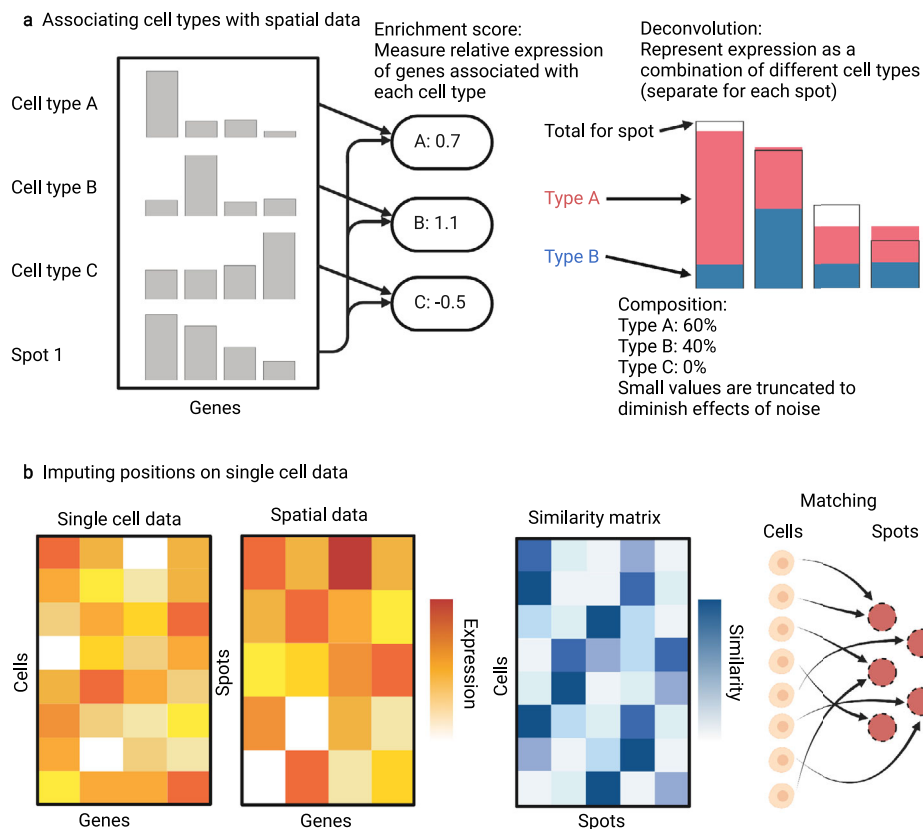 a Associating cell types with spatial data
Cell type A
Cell type B
Cell type C
Spot 1
Genes
Enrichment score:
Measure relative expression
of genes associated with
each cell type
A: 0.7
B: 1.1
C: -0.5
Deconvolution:
Represent expression as a
combination of different cell types
(separate for each spot)
Total for spot
Type A
Type B
Composition:
Type A: 60%
Type B: 40%
Type C: 0%
Small values are truncated to
diminish effects of noise
b Imputing positions on single cell data
Single cell data
Cells
Genes
Spatial data
Spots
Genes
Expression
Similarity matrix
Cells
Spots
Similarity
Matching
Cells
Spots